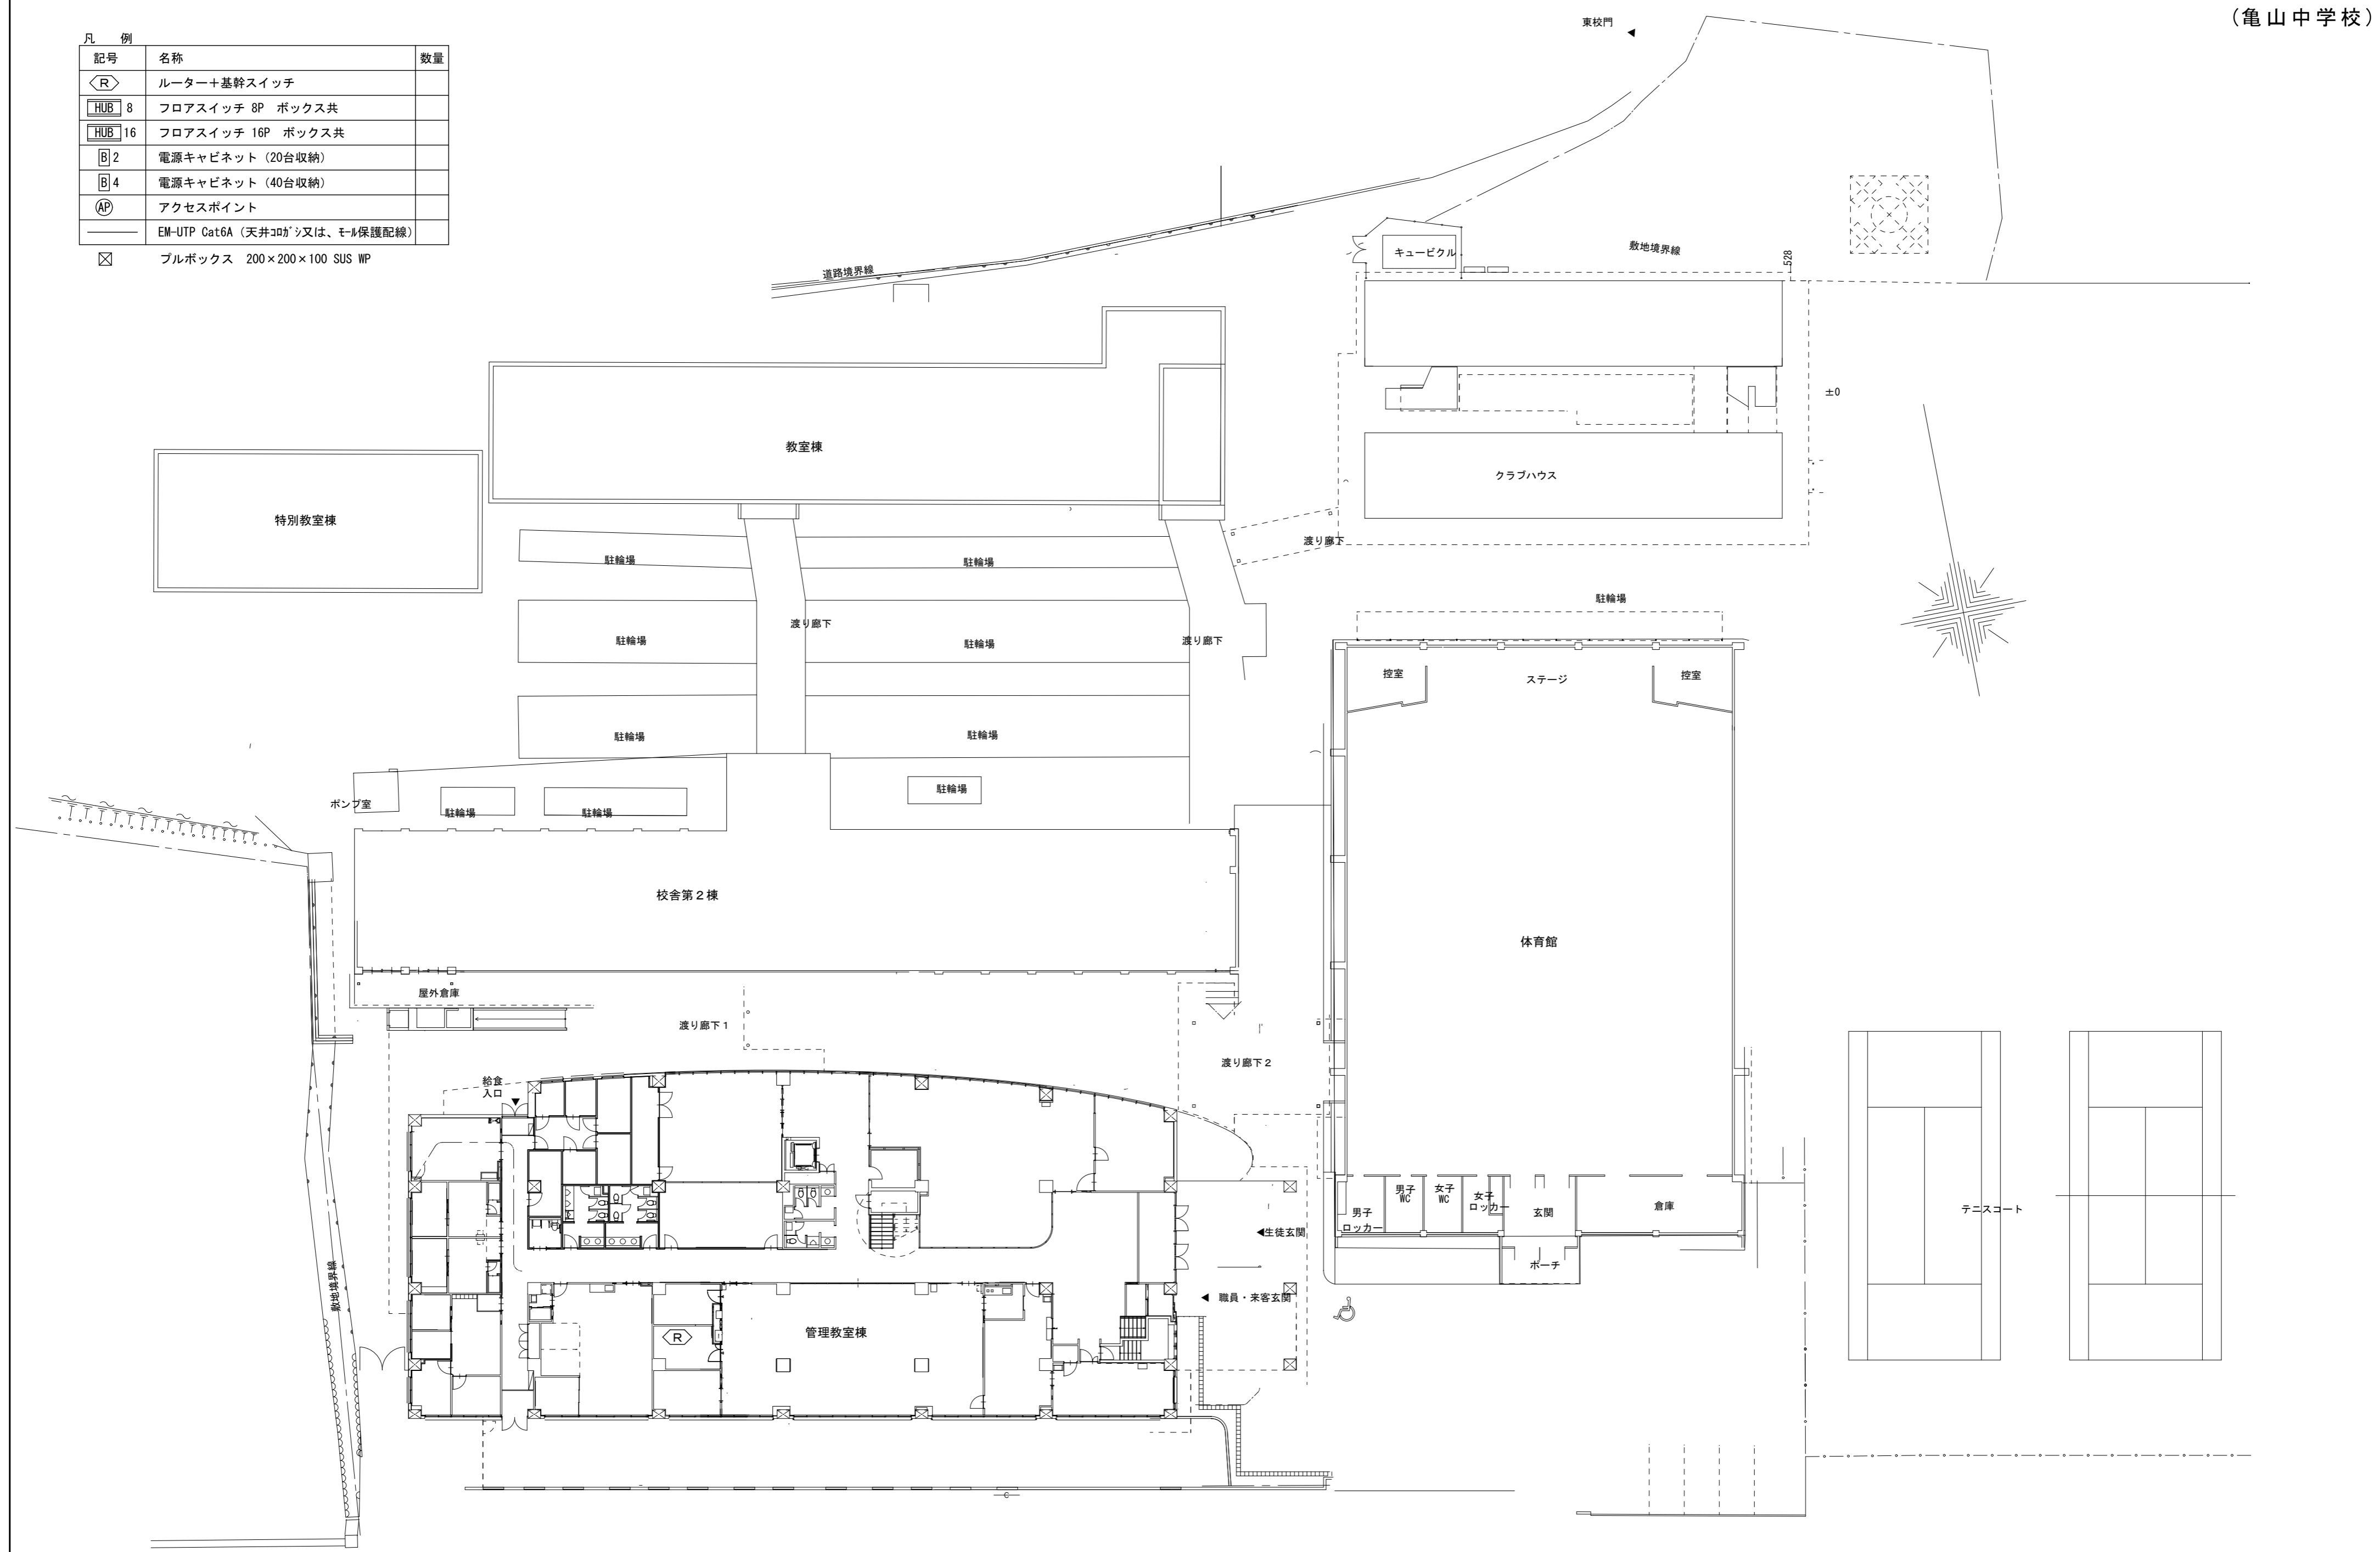 （亀山中学校）
凡 例
記号 名称 数量
R ルーター＋基幹スイッチ
HUB 8 フロアスイッチ 8P ボックス共
HUB 16 フロアスイッチ 16P ボックス共
B 2 電源キャビネット（20台収納）
B 4 電源キャビネット（40台収納）
AP アクセスポイント
EM-UTP Cat6A（天井ｺﾛｶﾞｼ又は、ﾓｰﾙ保護配線）
プルボックス 200×200×100 SUS WP
東校門
道路境界線
キュービクル
敷地境界線
528
±0
教室棟
クラブハウス
特別教室棟
駐輪場
駐輪場
渡り廊下
駐輪場
渡り廊下
駐輪場
駐輪場
渡り廊下
控室
ステージ
控室
駐輪場
駐輪場
ポンプ室
駐輪場
駐輪場
駐輪場
校舎第２棟
体育館
屋外倉庫
渡り廊下１
渡り廊下２
給食
入口
男子
WC
女子
WC
女子
ロッカー
男子
ロッカー
玄関
倉庫
テニスコート
生徒玄関
ポーチ
敷地境界線
職員・来客玄関
R
管理教室棟
C